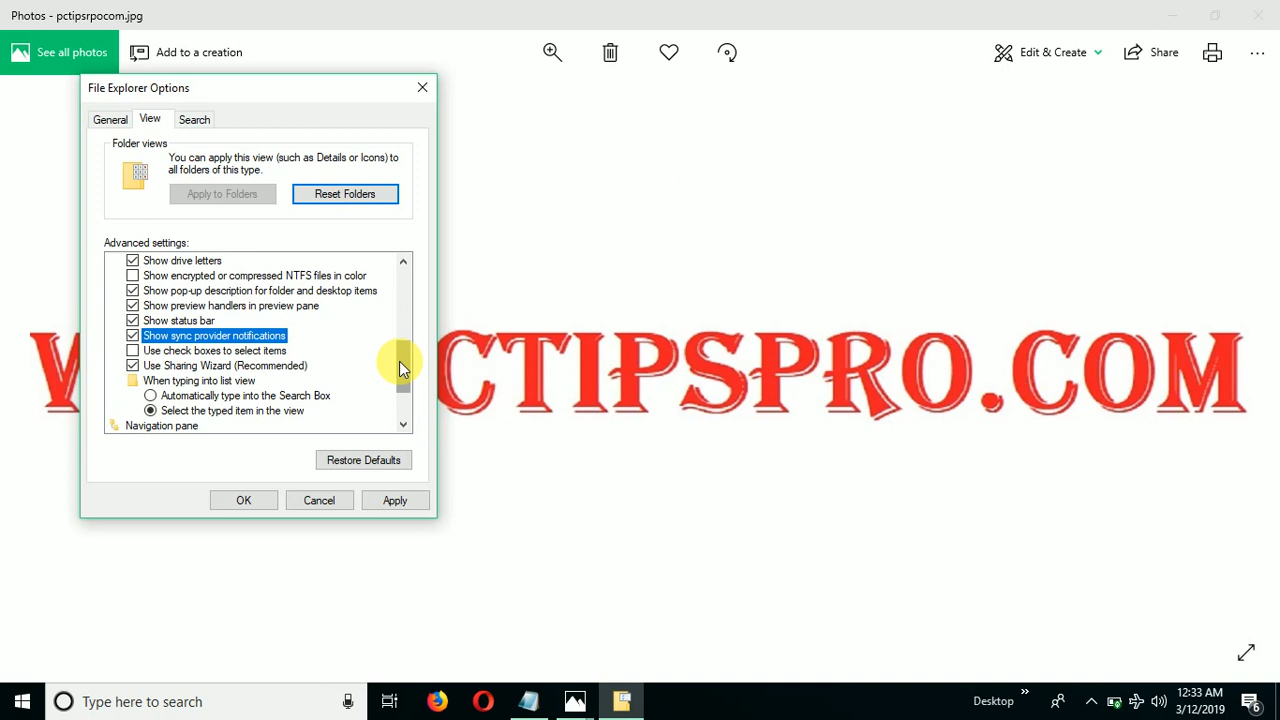 Photos - pctipsrpocom.jpg
See all photos
Add to a creation
Edit & Create
Share
File Explorer Options
General
View
Search
Folder views
You can apply this view (such as Details or Icons) to
all folders of this type.
Apply to Folders
Reset Folders
Advanced settings:
Show drive letters
Show encrypted or compressed NTFS files in color
Show pop-up description for folder and desktop items
Show preview handlers in preview pane
Show status bar
Show sync provider notifications
Use check boxes to select items
Use Sharing Wizard (Recommended)
When typing into list view
Automatically type into the Search Box
Select the typed item in the view
Navigation pane
CTIPSPRO.COM
Restore Defaults
OK
Cancel
Apply
Type here to search
Desktop
12:33 AM
3/12/2019
6